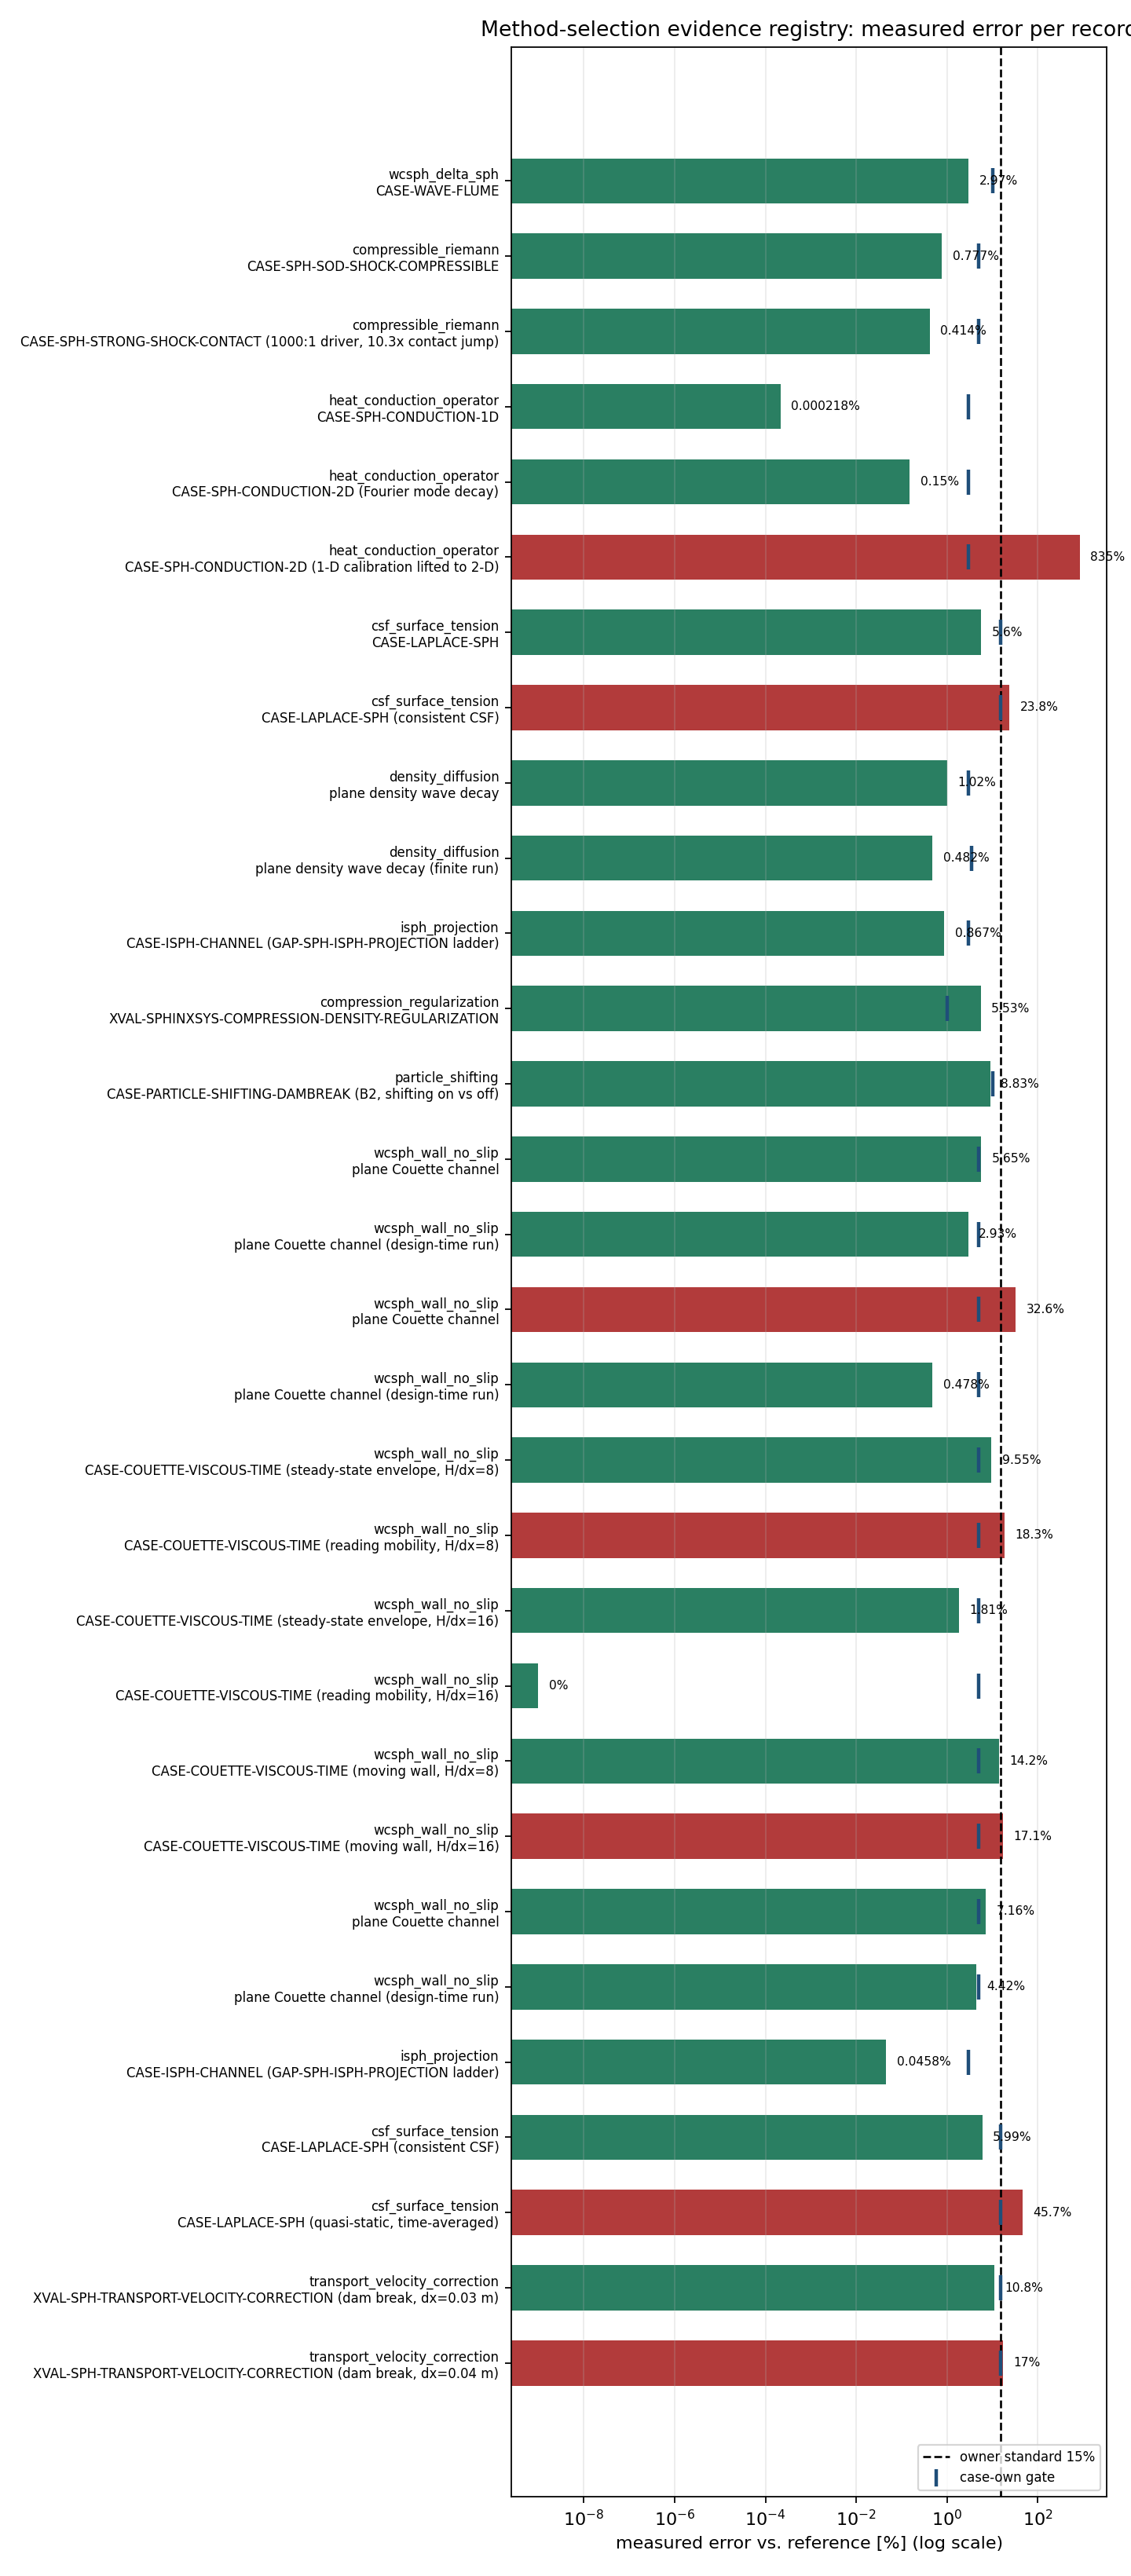 Method-selection evidence registry: measured error per record
wcsph_delta_sph
CASE-WAVE-FLUME
2.97%
compressible_riemann
CASE-SPH-SOD-SHOCK-COMPRESSIBLE
0.777%
compressible_riemann
CASE-SPH-STRONG-SHOCK-CONTACT (1000:1 driver, 10.3x contact jump)
0.414%
heat_conduction_operator
CASE-SPH-CONDUCTION-1D
0.000218%
heat_conduction_operator
CASE-SPH-CONDUCTION-2D (Fourier mode decay)
0.15%
heat_conduction_operator
CASE-SPH-CONDUCTION-2D (1-D calibration lifted to 2-D)
835%
csf_surface_tension
CASE-LAPLACE-SPH
5.6%
csf_surface_tension
CASE-LAPLACE-SPH (consistent CSF)
23.8%
density_diffusion
plane density wave decay
1.02%
density_diffusion
plane density wave decay (finite run)
0.482%
isph_projection
CASE-ISPH-CHANNEL (GAP-SPH-ISPH-PROJECTION ladder)
0.867%
compression_regularization
XVAL-SPHINXSYS-COMPRESSION-DENSITY-REGULARIZATION
5.53%
particle_shifting
CASE-PARTICLE-SHIFTING-DAMBREAK (B2, shifting on vs off)
8.83%
wcsph_wall_no_slip
plane Couette channel
5.65%
wcsph_wall_no_slip
plane Couette channel (design-time run)
2.93%
wcsph_wall_no_slip
plane Couette channel
32.6%
wcsph_wall_no_slip
plane Couette channel (design-time run)
0.478%
wcsph_wall_no_slip
CASE-COUETTE-VISCOUS-TIME (steady-state envelope, H/dx=8)
9.55%
wcsph_wall_no_slip
CASE-COUETTE-VISCOUS-TIME (reading mobility, H/dx=8)
18.3%
wcsph_wall_no_slip
CASE-COUETTE-VISCOUS-TIME (steady-state envelope, H/dx=16)
1.81%
wcsph_wall_no_slip
CASE-COUETTE-VISCOUS-TIME (reading mobility, H/dx=16)
0%
wcsph_wall_no_slip
CASE-COUETTE-VISCOUS-TIME (moving wall, H/dx=8)
14.2%
wcsph_wall_no_slip
CASE-COUETTE-VISCOUS-TIME (moving wall, H/dx=16)
17.1%
wcsph_wall_no_slip
plane Couette channel
7.16%
wcsph_wall_no_slip
plane Couette channel (design-time run)
4.42%
isph_projection
CASE-ISPH-CHANNEL (GAP-SPH-ISPH-PROJECTION ladder)
0.0458%
csf_surface_tension
CASE-LAPLACE-SPH (consistent CSF)
5.99%
csf_surface_tension
CASE-LAPLACE-SPH (quasi-static, time-averaged)
45.7%
transport_velocity_correction
XVAL-SPH-TRANSPORT-VELOCITY-CORRECTION (dam break, dx=0.03 m)
10.8%
transport_velocity_correction
XVAL-SPH-TRANSPORT-VELOCITY-CORRECTION (dam break, dx=0.04 m)
17%
owner standard 15%
case-own gate
10⁻⁸ 10⁻⁶ 10⁻⁴ 10⁻² 10⁰ 10²
measured error vs. reference [%] (log scale)